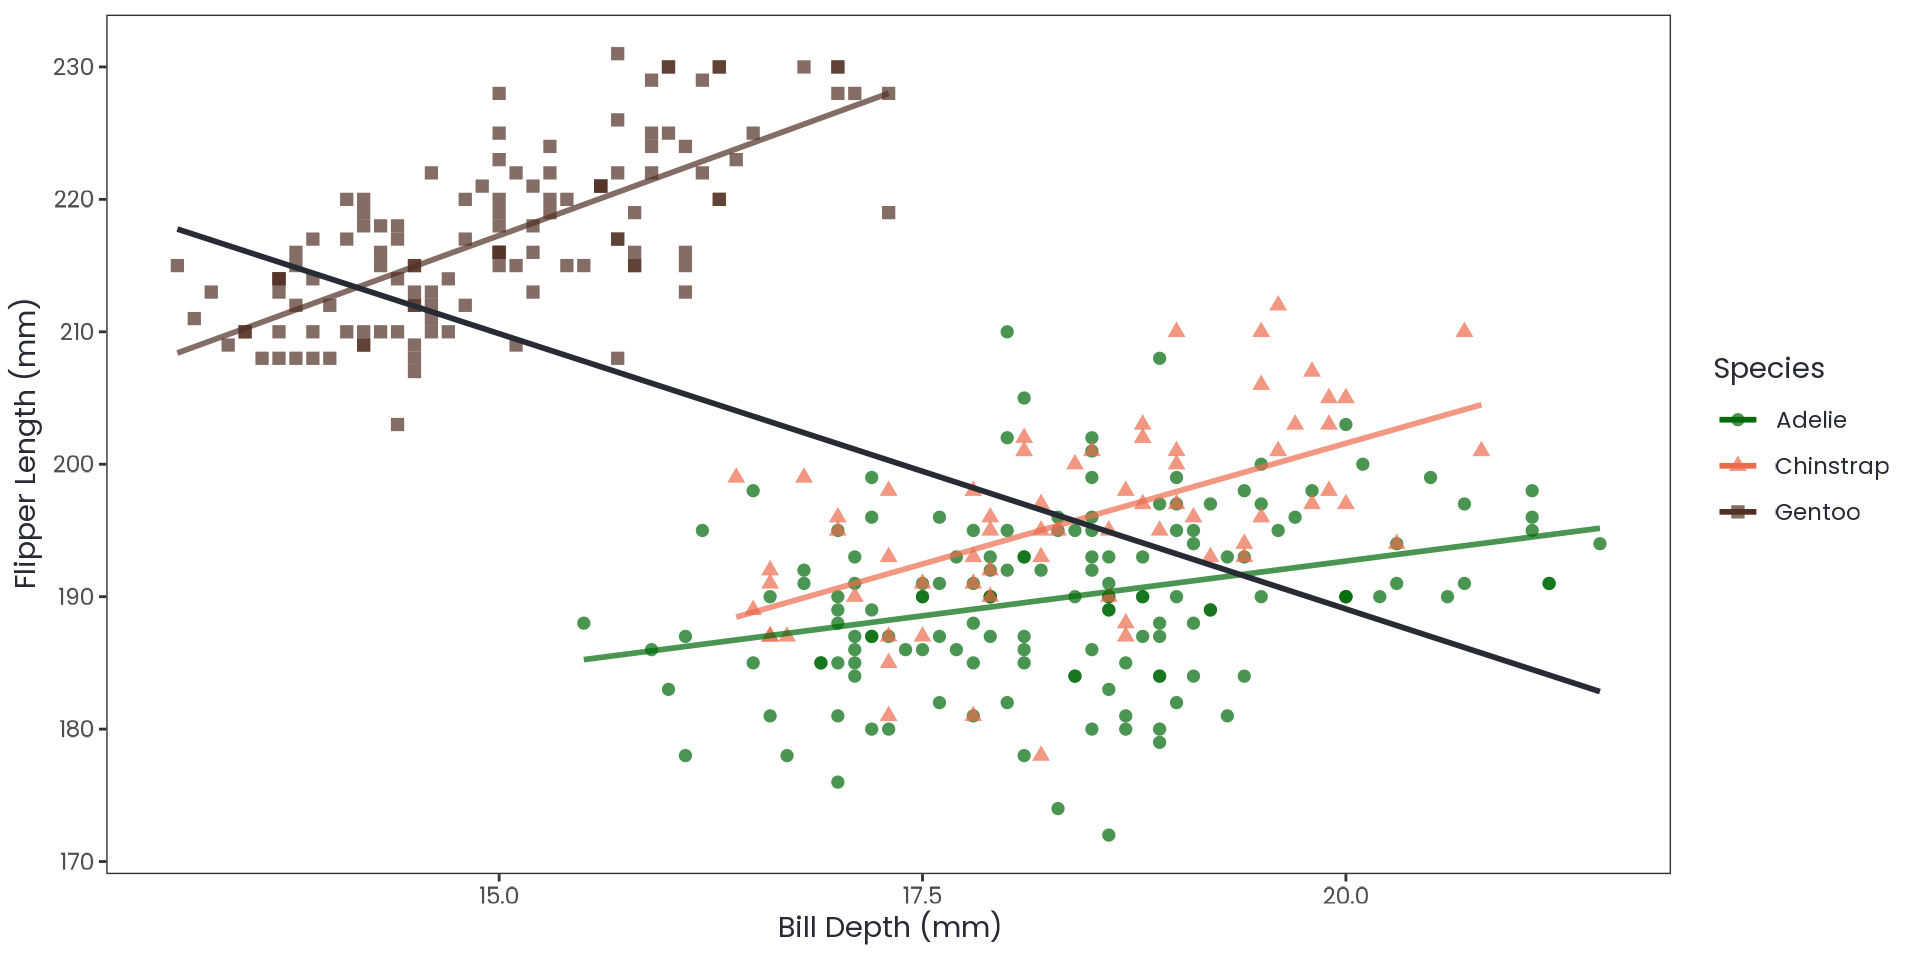 230
220
210
200
190
180
170
Flipper Length (mm)
15.0
17.5
20.0
Bill Depth (mm)
Species
Adelie
Chinstrap
Gentoo